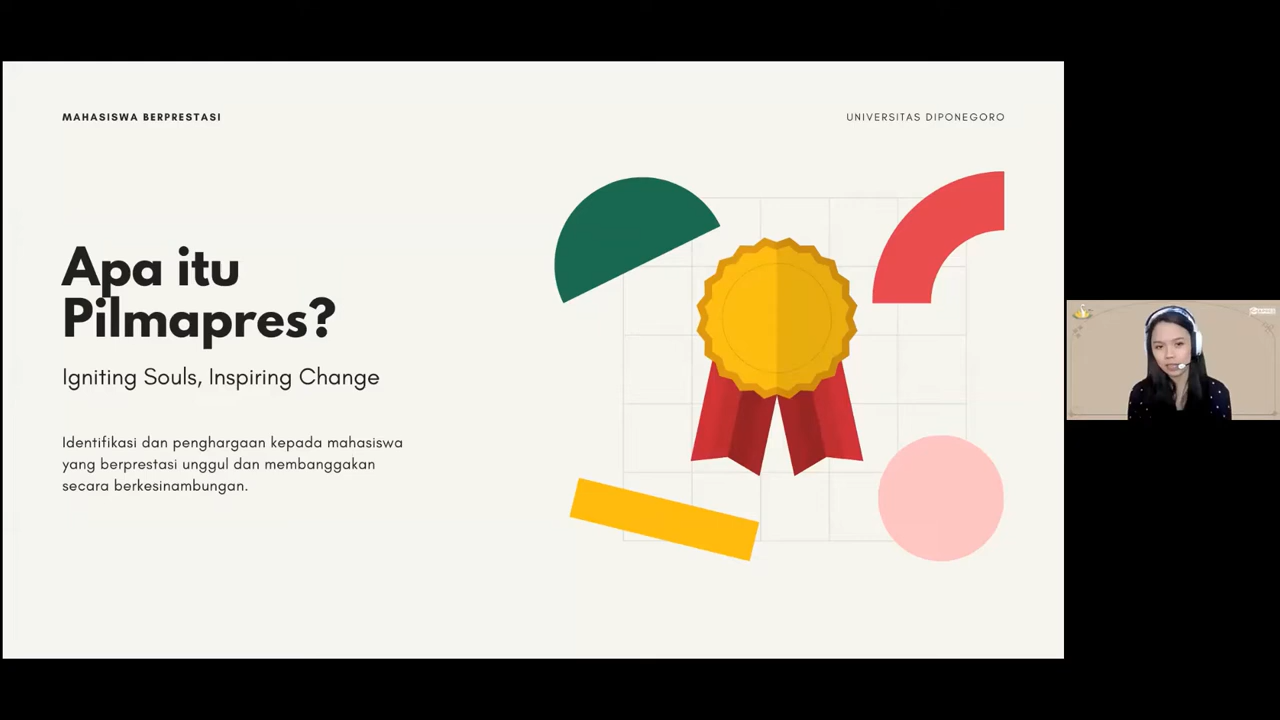 MAHASISWA BERPRESTASI
UNIVERSITAS DIPONEGORO
Apa itu
Pilmapres?
Igniting Souls, Inspiring Change
Identifikasi dan penghargaan kepada mahasiswa
yang berprestasi unggul dan membanggakan
secara berkesinambungan.